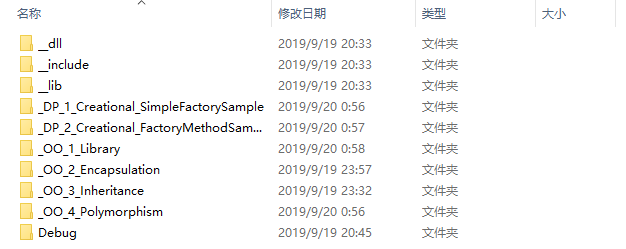 名称 修改日期 类型 大小
__dll 2019/9/19 20:33 文件夹
__include 2019/9/19 20:33 文件夹
__lib 2019/9/19 20:33 文件夹
_DP_1_Creational_SimpleFactorySample 2019/9/20 0:56 文件夹
_DP_2_Creational_FactoryMethodSam... 2019/9/20 0:57 文件夹
_OO_1_Library 2019/9/20 0:58 文件夹
_OO_2_Encapsulation 2019/9/19 23:57 文件夹
_OO_3_Inheritance 2019/9/19 23:32 文件夹
_OO_4_Polymorphism 2019/9/20 0:56 文件夹
Debug 2019/9/19 20:45 文件夹